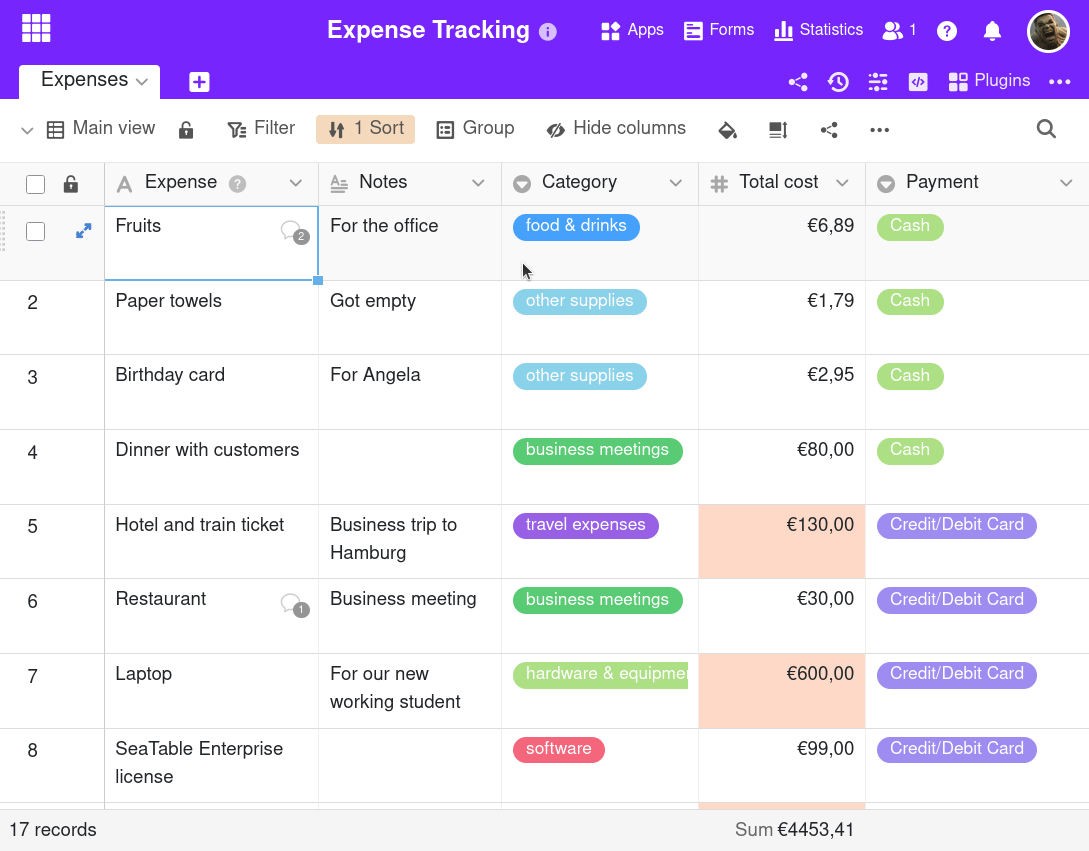 Expense Tracking
Apps
Forms
Statistics
1
Expenses
Plugins
Main view
Filter
1 Sort
Group
Hide columns
Expense
Notes
Category
Total cost
Payment
Fruits 2 For the office food & drinks €6,89 Cash
2 Paper towels Got empty other supplies €1,79 Cash
3 Birthday card For Angela other supplies €2,95 Cash
4 Dinner with customers business meetings €80,00 Cash
5 Hotel and train ticket Business trip to travel expenses €130,00 Credit/Debit Card
Hamburg
6 Restaurant 1 Business meeting business meetings €30,00 Credit/Debit Card
7 Laptop For our new hardware & equipmen €600,00 Credit/Debit Card
working student
8 SeaTable Enterprise software €99,00 Credit/Debit Card
license
17 records Sum €4453,41